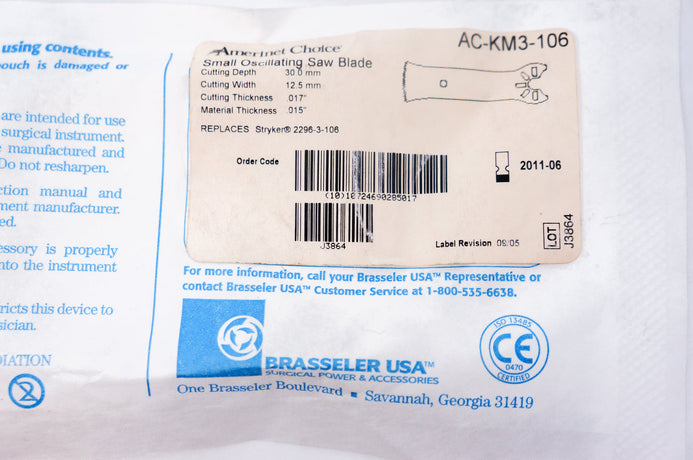 using contents.
pouch is damaged or
are intended for use
surgical instrument.
manufactured and
Do not resharpen.
ction manual and
ment manufacturer.
ed.
essory is properly
nto the instrument
ricts this device to
sician.
DIATION
2
Amerinet Choice
AC-KM3-106
Small Oscillating Saw Blade
Cutting Depth 30.0 mm
Cutting Width 12.5 mm
Cutting Thickness .017"
Material Thickness .015"
REPLACES Stryker® 2296-3-106
Order Code
(10)10724690285017
J3864
2011-06
Label Revision 09/05
LOT J3864
For more information, call your Brasseler USA™ Representative or
contact Brasseler USA™ Customer Service at 1-800-535-6638.
BRASSELER USA™
SURGICAL POWER & ACCESSORIES
One Brasseler Boulevard ■ Savannah, Georgia 31419
ISO 13485
CE
0470
CERTIFIED